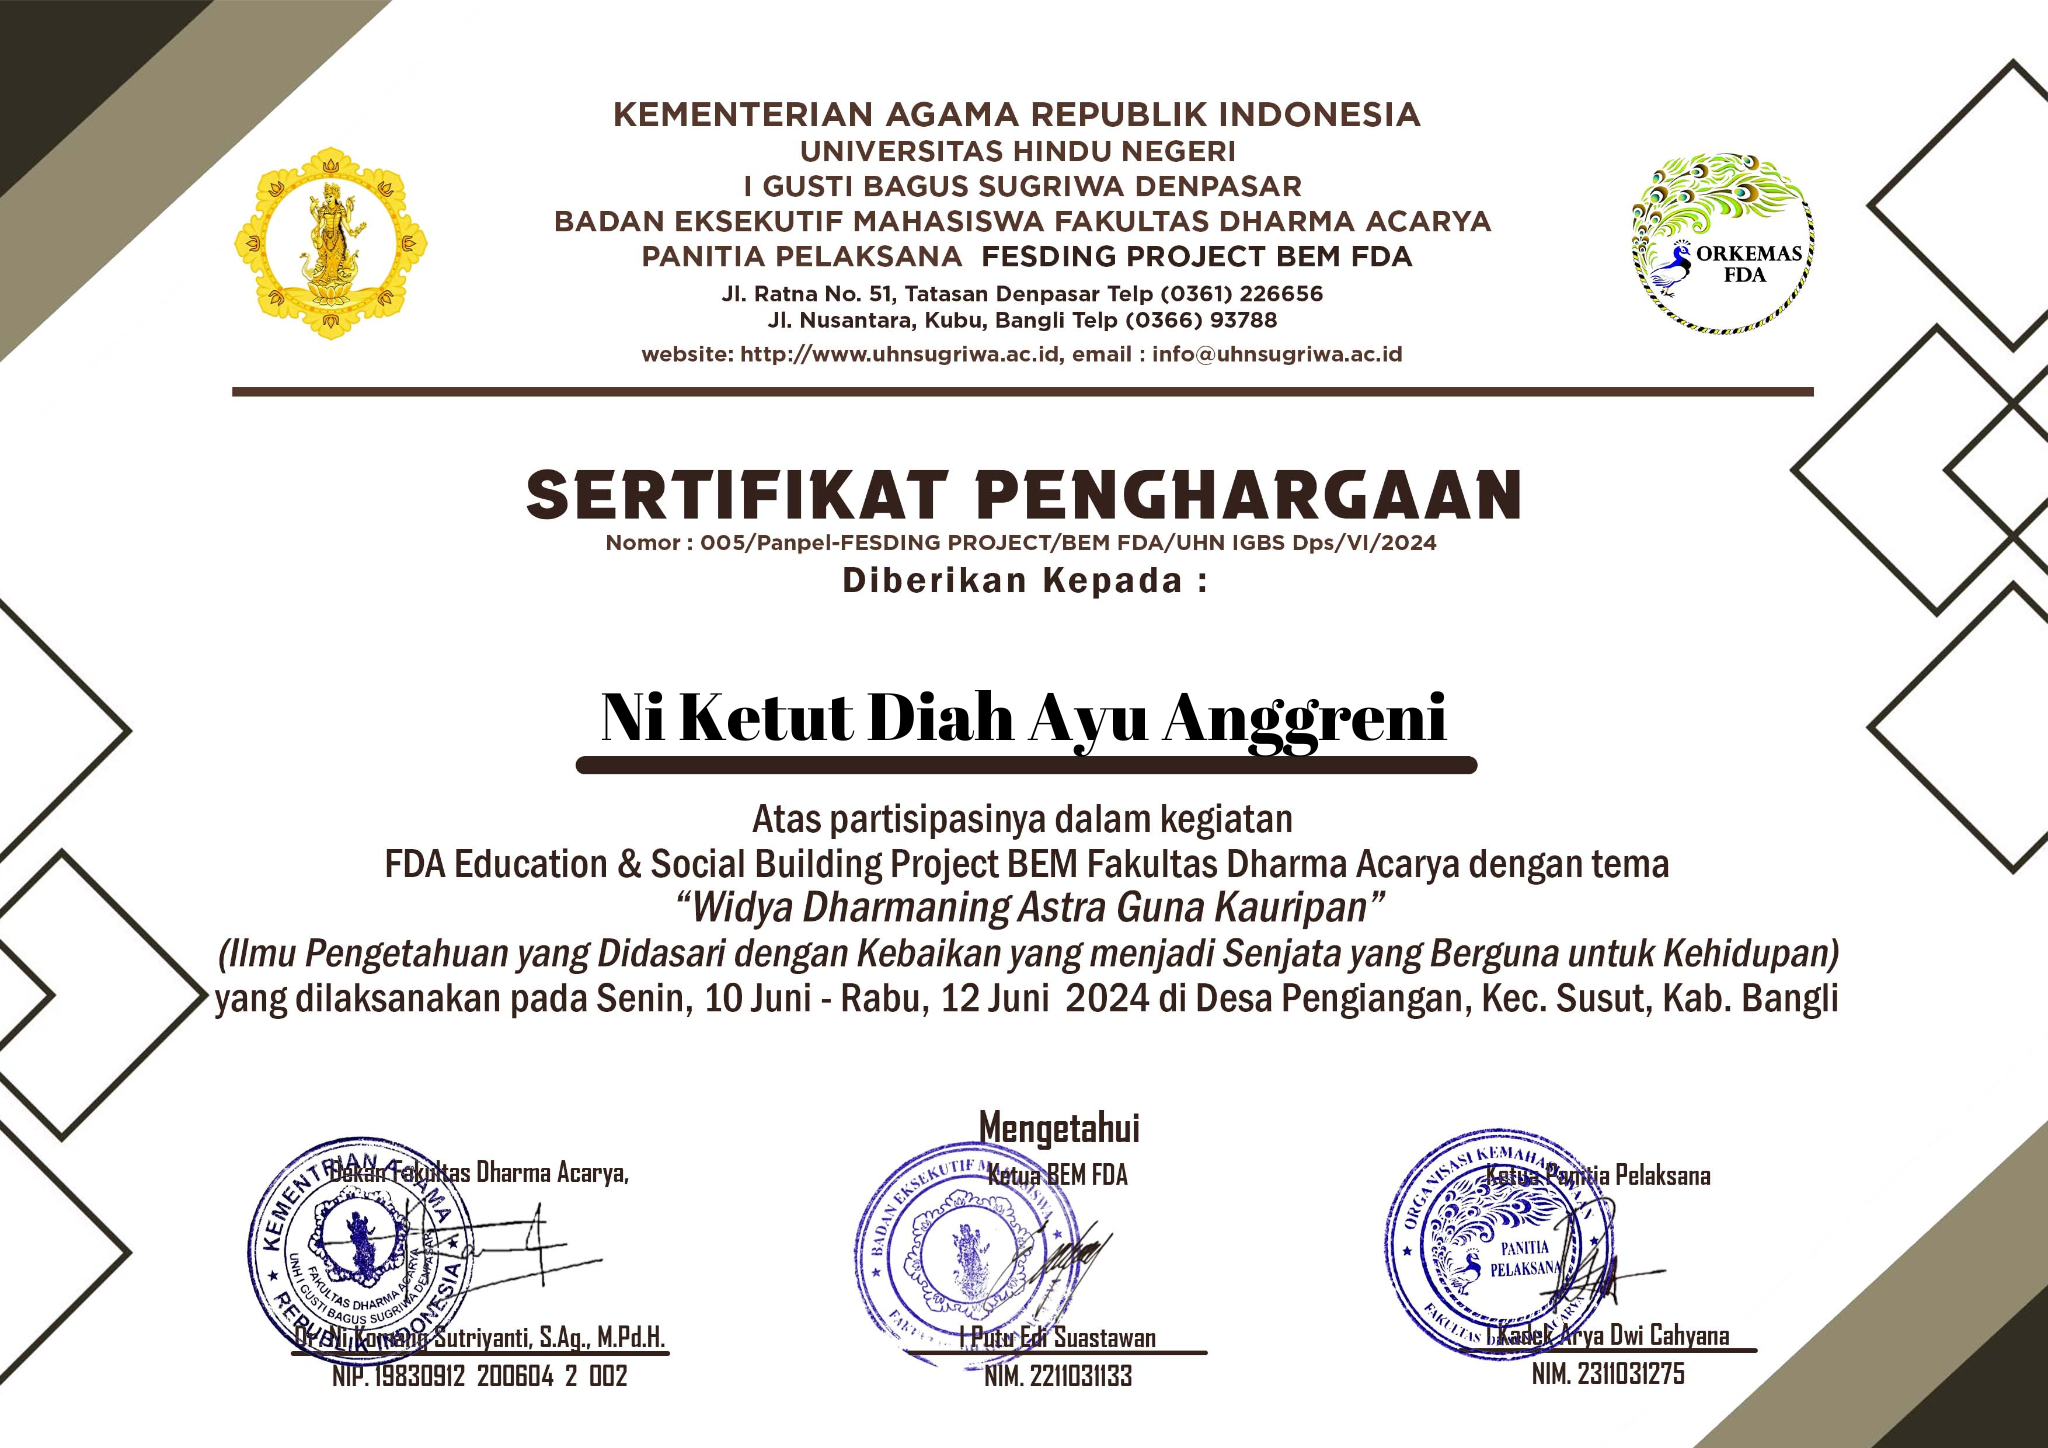 KEMENTERIAN AGAMA REPUBLIK INDONESIA
UNIVERSITAS HINDU NEGERI
I GUSTI BAGUS SUGRIWA DENPASAR
BADAN EKSEKUTIF MAHASISWA FAKULTAS DHARMA ACARYA
PANITIA PELAKSANA FESDING PROJECT BEM FDA
Jl. Ratna No. 51, Tatasan Denpasar Telp (0361) 226656
Jl. Nusantara, Kubu, Bangli Telp (0366) 93788
website: http://www.uhnsugriwa.ac.id, email : info@uhnsugriwa.ac.id
ORKEMAS
FDA
SERTIFIKAT PENGHARGAAN
Nomor : 005/Panpel-FESDING PROJECT/BEM FDA/UHN IGBS Dps/VI/2024
Diberikan Kepada :
Ni Ketut Diah Ayu Anggreni
Atas partisipasinya dalam kegiatan
FDA Education & Social Building Project BEM Fakultas Dharma Acarya dengan tema
“Widya Dharmaning Astra Guna Kauripan”
(Ilmu Pengetahuan yang Didasari dengan Kebaikan yang menjadi Senjata yang Berguna untuk Kehidupan)
yang dilaksanakan pada Senin, 10 Juni - Rabu, 12 Juni 2024 di Desa Pengiangan, Kec. Susut, Kab. Bangli
Mengetahui
Dekan Fakultas Dharma Acarya,
KEMENTRIAN AGAMA
REPUBLIK INDONESIA
FAKULTAS DHARMA ACARYA
UNH I GUSTI BAGUS SUGRIWA DENPASAR
Dr. Ni Komang Sutriyanti, S.Ag., M.Pd.H.
NIP. 19830912 200604 2 002
Ketua BEM FDA
BADAN EKSEKUTIF MAHASISWA
I Putu Edi Suastawan
NIM. 2211031133
Ketua Panitia Pelaksana
ORGANISASI KEMAHASISWAAN
PANITIA
PELAKSANA
FAKULTAS DHARMA ACARYA
I Kadek Arya Dwi Cahyana
NIM. 2311031275